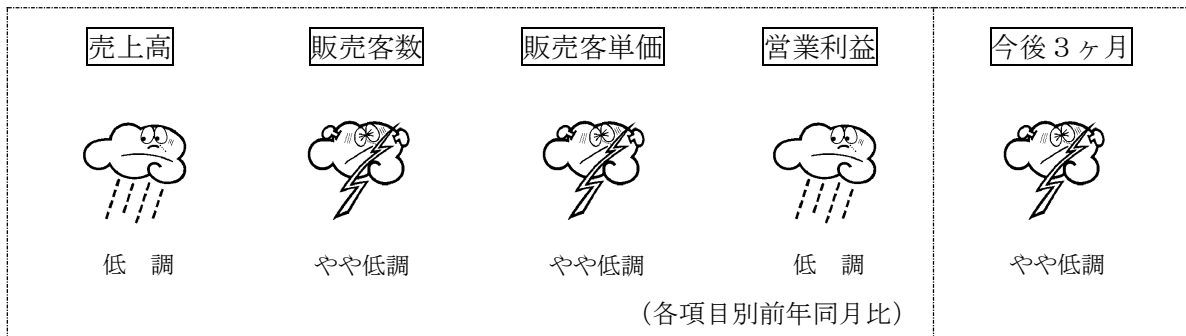 売上高 販売客数 販売客単価 営業利益 今後３ヶ月
低　調 やや低調 やや低調 低　調 やや低調
（各項目別前年同月比）